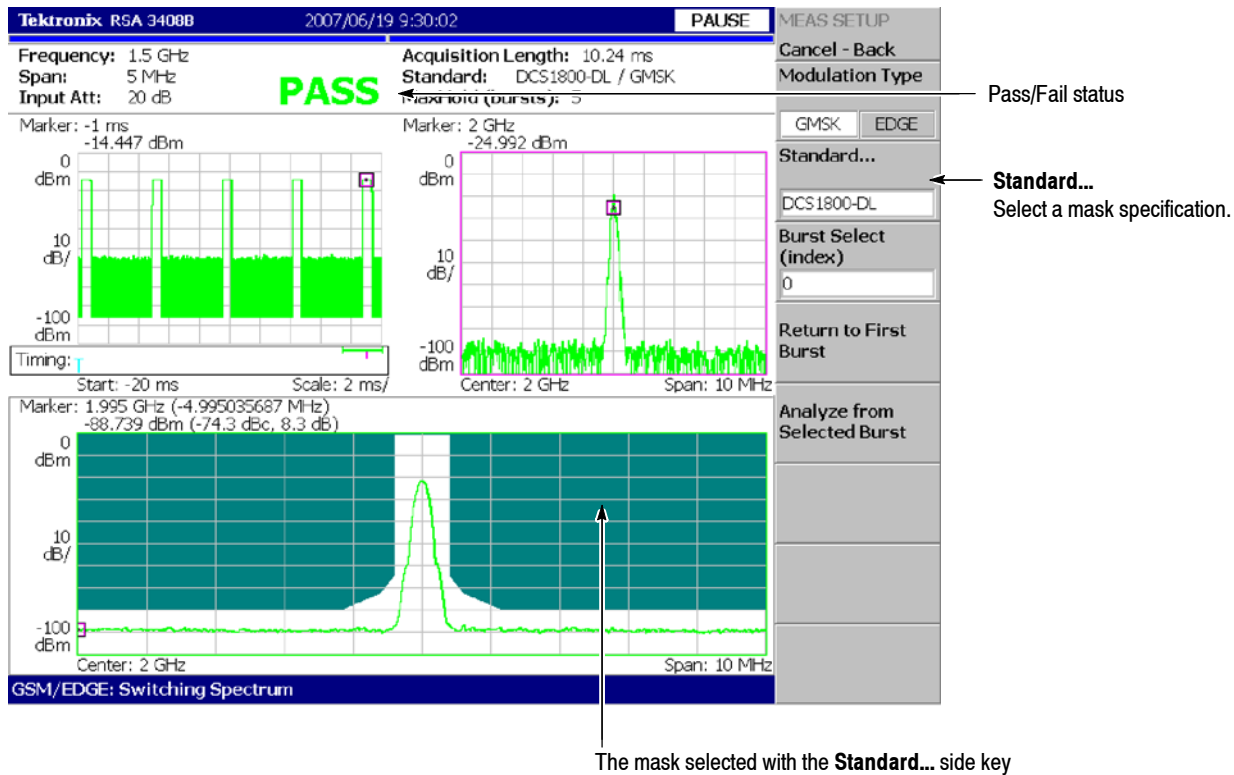 Tektronix RSA 3408B 2007/06/19 9:30:02 PAUSE
Frequency: 1.5 GHz
Span: 5 MHz
Input Att: 20 dB
PASS
Acquisition Length: 10.24 ms
Standard: DCS1800-DL / GMSK
MaxHold (bursts): 5
Marker: -1 ms
-14.447 dBm
0
dBm
10
dB/
-100
dBm
Timing:
Start: -20 ms Scale: 2 ms/
Marker: 2 GHz
-24.992 dBm
0
dBm
10
dB/
-100
dBm
Center: 2 GHz Span: 10 MHz
Marker: 1.995 GHz (-4.995035687 MHz)
-88.739 dBm (-74.3 dBc, 8.3 dB)
0
dBm
10
dB/
-100
dBm
Center: 2 GHz Span: 10 MHz
GSM/EDGE: Switching Spectrum
MEAS SETUP
Cancel - Back
Modulation Type
GMSK EDGE
Standard...
DCS1800-DL
Burst Select
(index)
0
Return to First
Burst
Analyze from
Selected Burst
Pass/Fail status
Standard...
Select a mask specification.
The mask selected with the Standard... side key